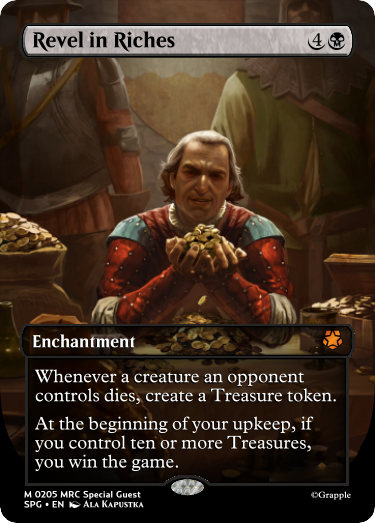 Revel in Riches 4
Enchantment
Whenever a creature an opponent
controls dies, create a Treasure token.
At the beginning of your upkeep, if
you control ten or more Treasures,
you win the game.
M 0205 MRC Special Guest
SPG • EN Ala Kapustka
©Grapple